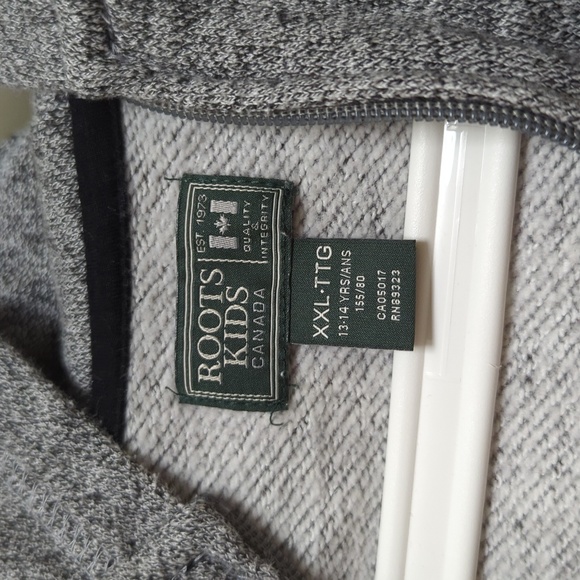 ROOTS
KIDS
CANADA
EST. 1973
QUALITY
&
INTEGRITY
XXL·TTG
13-14 YRS/ANS
155/80
CA05017
RN89323